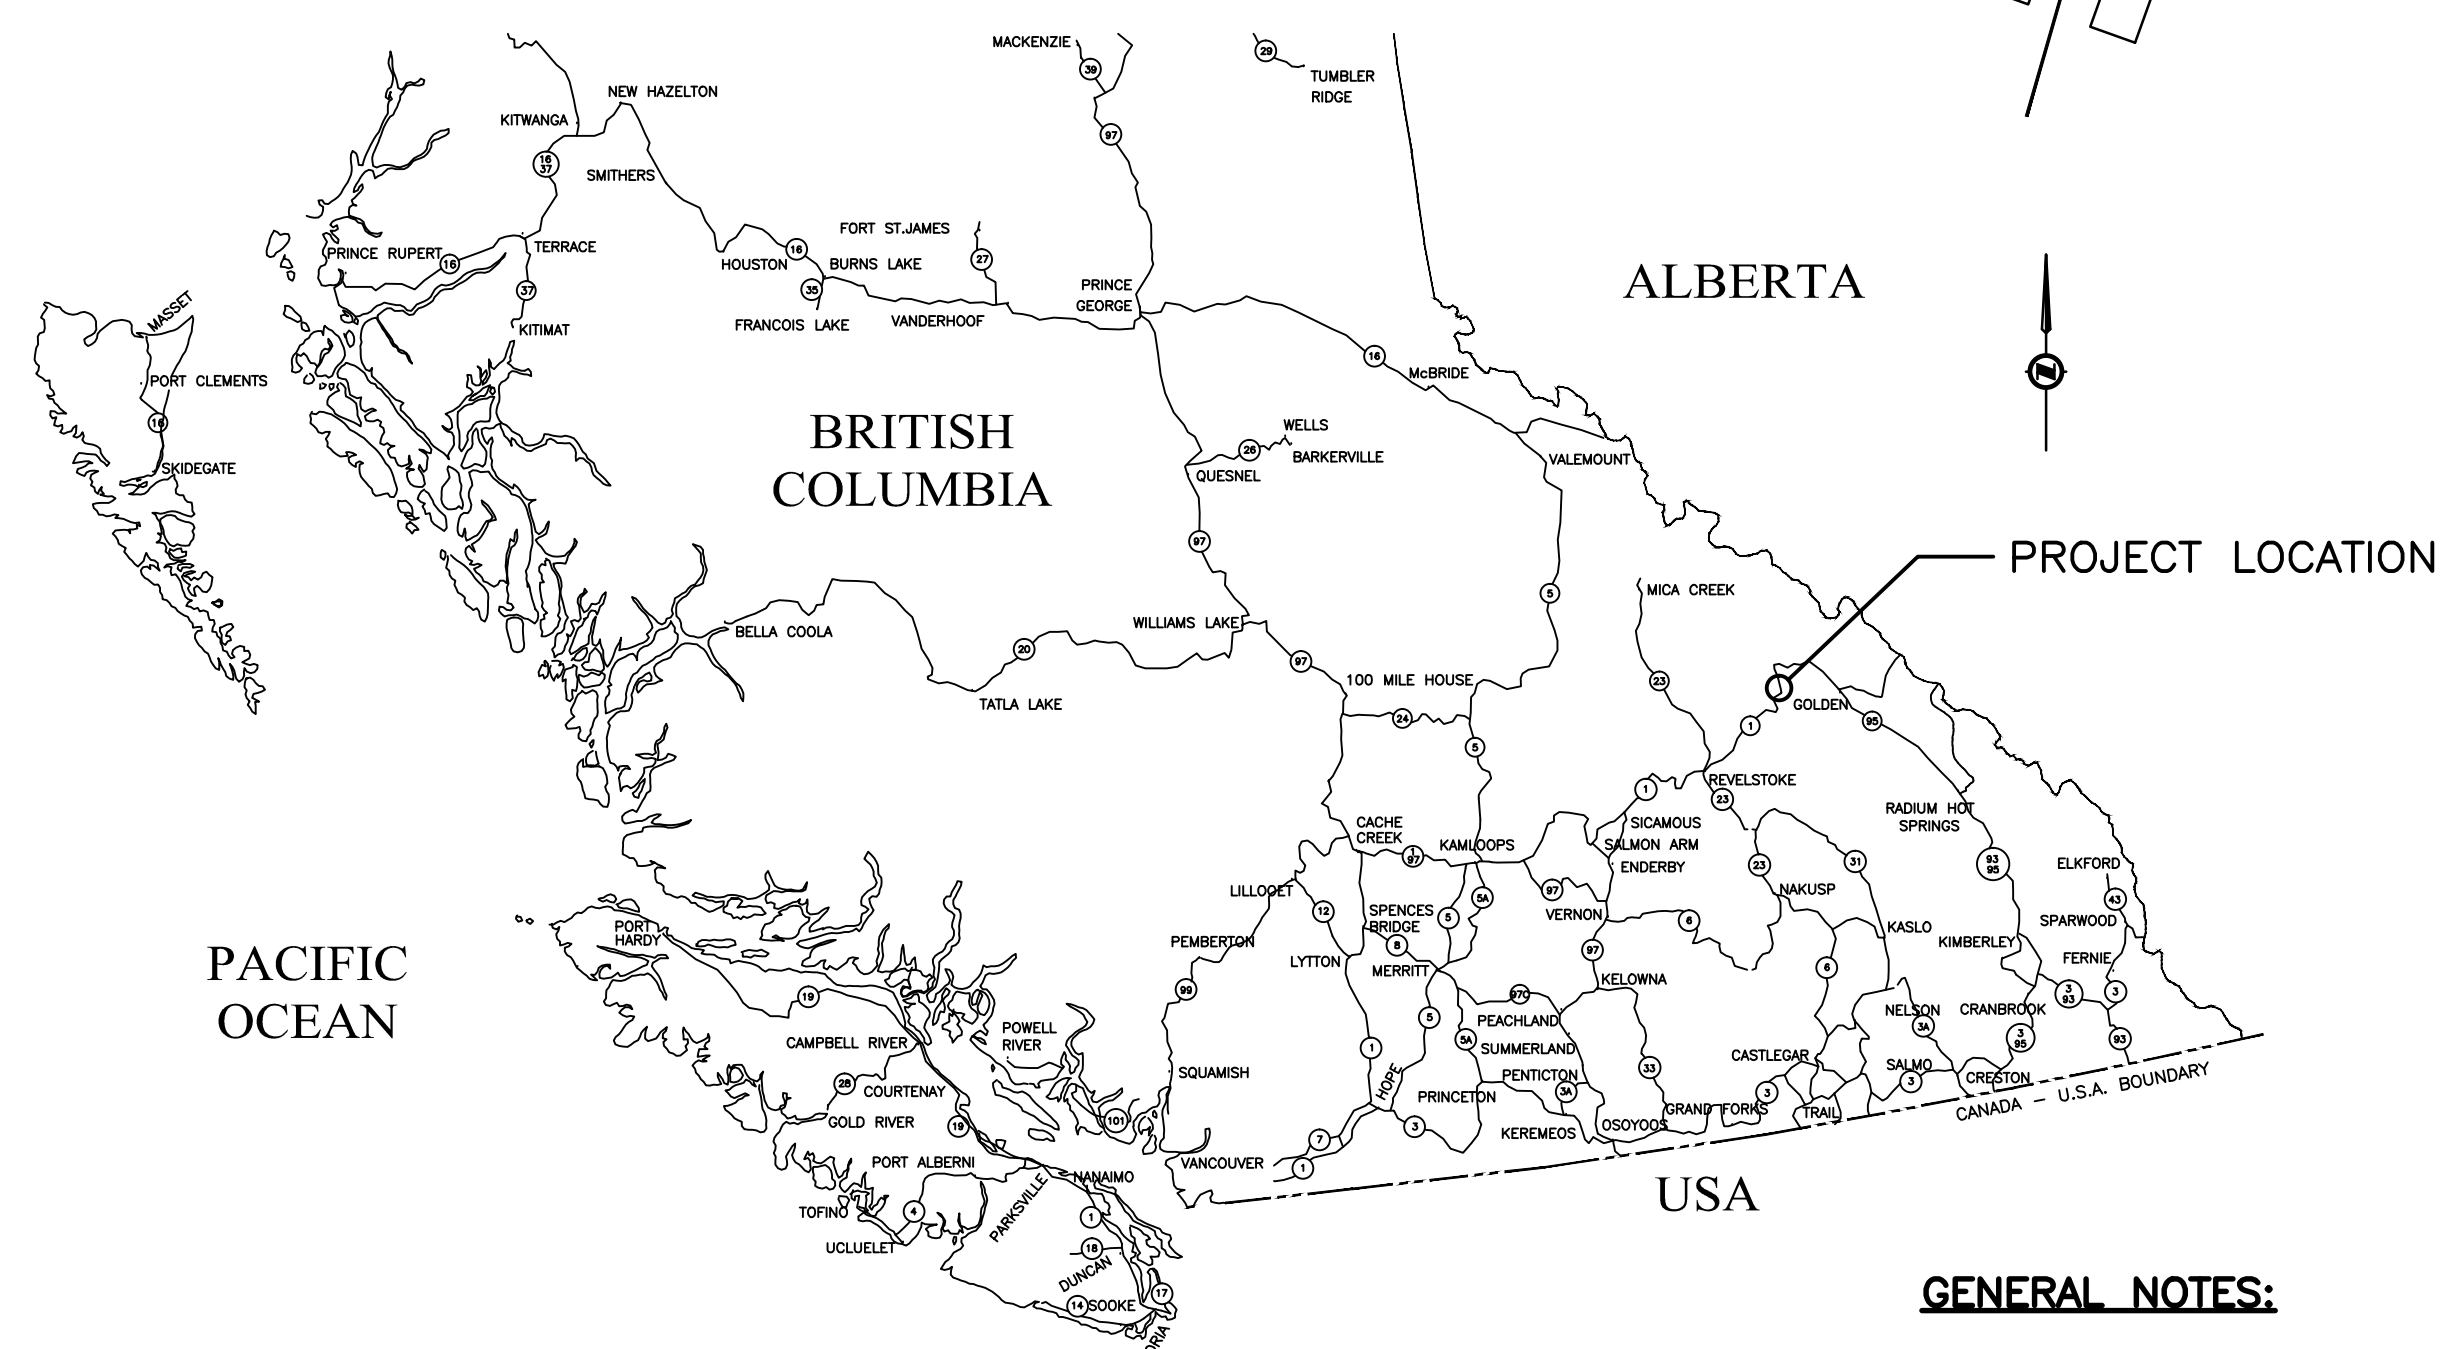 MACKENZIE
39
29
TUMBLER
RIDGE
NEW HAZELTON
KITWANGA
97
16
37
SMITHERS
FORT ST.JAMES
PRINCE RUPERT
16
TERRACE
16
HOUSTON
BURNS LAKE
27
ALBERTA
37
35
PRINCE
GEORGE
MASSET
KITIMAT
FRANCOIS LAKE
VANDERHOOF
16
McBRIDE
N
PORT CLEMENTS
16
BRITISH
COLUMBIA
WELLS
26
BARKERVILLE
SKIDEGATE
QUESNEL
VALEMOUNT
97
PROJECT LOCATION
5
MICA CREEK
BELLA COOLA
WILLIAMS LAKE
20
97
TATLA LAKE
100 MILE HOUSE
23
24
GOLDEN
95
1
5
REVELSTOKE
1
23
RADIUM HOT
SPRINGS
CACHE
CREEK
1
97
KAMLOOPS
SICAMOUS
SALMON ARM
ENDERBY
23
31
93
95
ELKFORD
LILLOOET
97
5A
NAKUSP
43
12
SPENCES
BRIDGE
5
VERNON
6
SPARWOOD
PORT
HARDY
KASLO
PEMBERTON
8
KIMBERLEY
PACIFIC
OCEAN
LYTTON
MERRITT
97
6
FERNIE
99
KELOWNA
19
97C
3
93
3
NELSON
CRANBROOK
5
PEACHLAND
3A
POWELL
RIVER
CAMPBELL RIVER
1
5A
SUMMERLAND
33
CASTLEGAR
3
95
93
SQUAMISH
HOPE
PENTICTON
SALMO
3
CRESTON
28
COURTENAY
PRINCETON
3A
3
CANADA - U.S.A. BOUNDARY
GOLD RIVER
19
101
GRAND FORKS
TRAIL
7
3
KEREMEOS
OSOYOOS
PORT ALBERNI
VANCOUVER
1
NANAIMO
USA
TOFINO
4
PARKSVILLE
1
UCLUELET
18
DUNCAN
17
14
SOOKE
GENERAL NOTES: